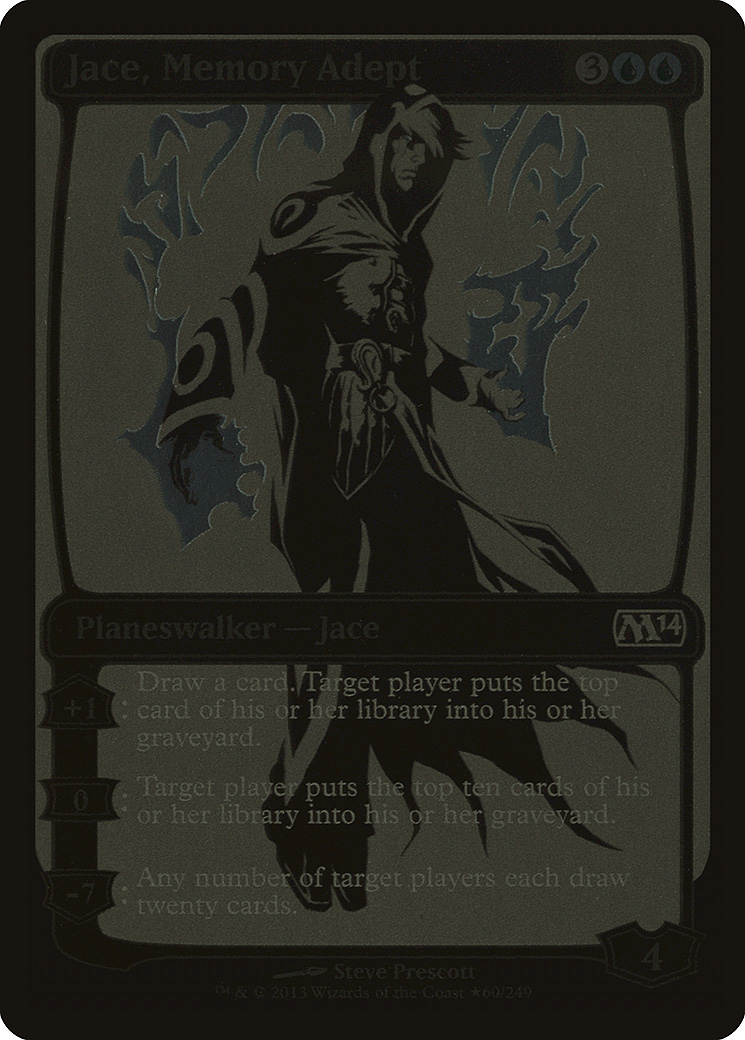 Jace, Memory Adept 3
Planeswalker — Jace M14
+1: Draw a card. Target player puts the top
card of his or her library into his or her
graveyard.
0: Target player puts the top ten cards of his
or her library into his or her graveyard.
-7: Any number of target players each draw
twenty cards.
4
Steve Prescott
™ & © 2013 Wizards of the Coast ★60/249